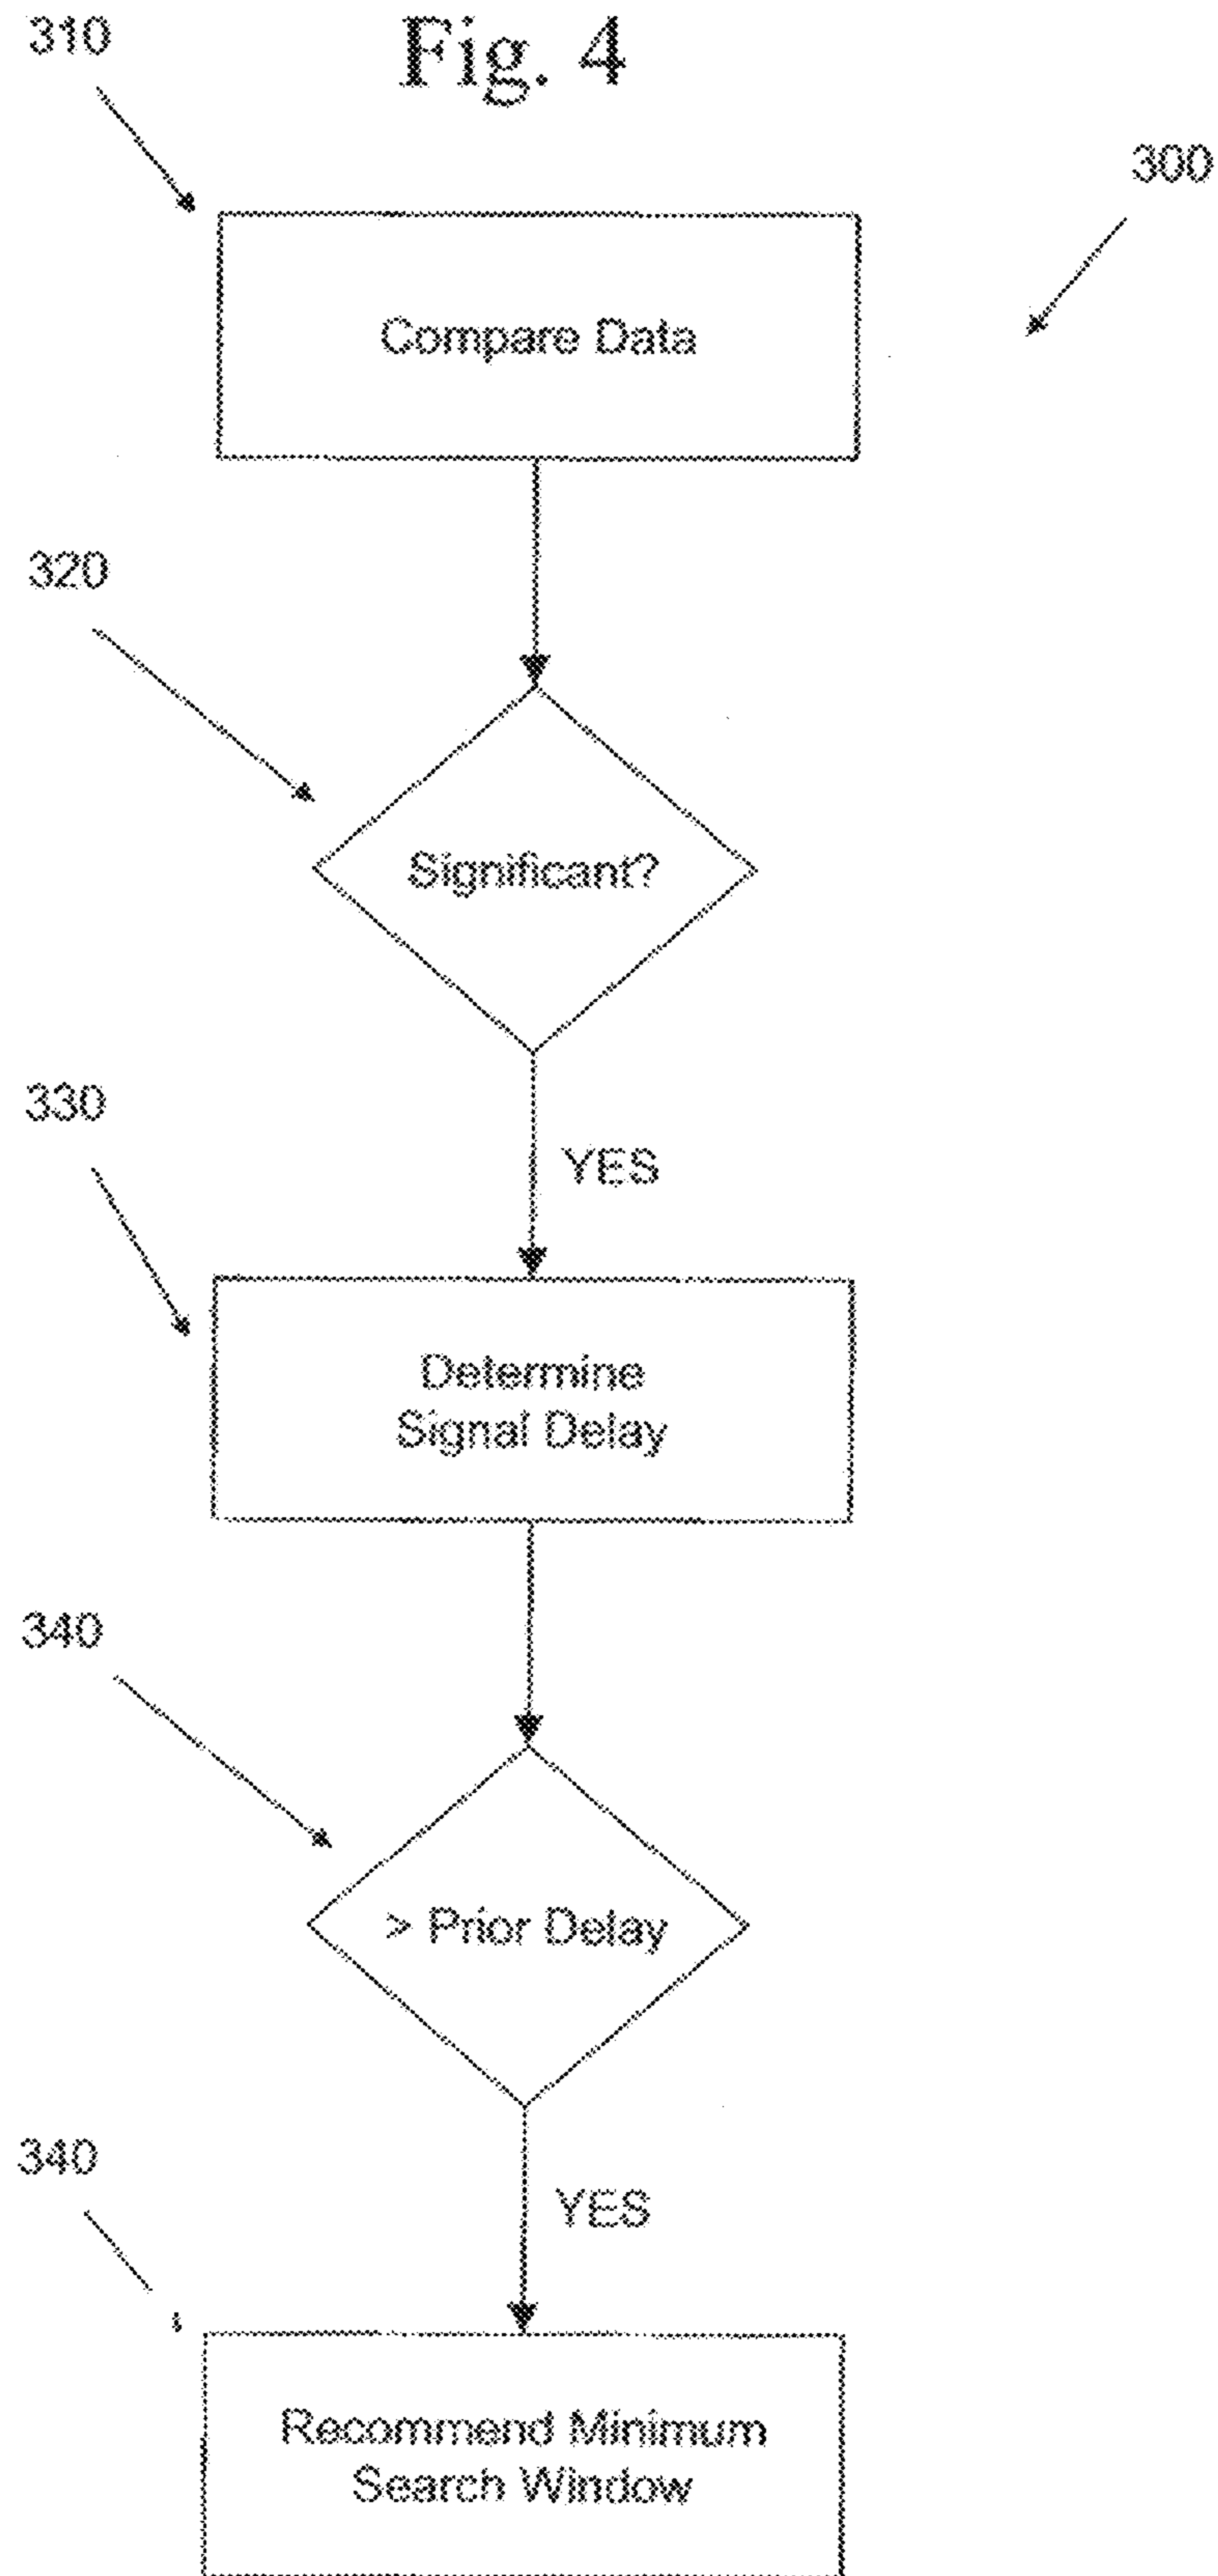 310
Fig. 4
300
Compare Data
320
Significant?
330
YES
Determine
Signal Delay
340
> Prior Delay
340
YES
Recommend Minimum
Search Window